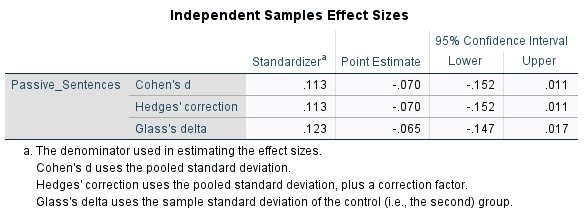 Independent Samples Effect Sizes
95% Confidence Interval
Standardizerᵃ Point Estimate Lower Upper
Passive_Sentences Cohen's d .113 -.070 -.152 .011
Hedges' correction .113 -.070 -.152 .011
Glass's delta .123 -.065 -.147 .017
a. The denominator used in estimating the effect sizes.
Cohen's d uses the pooled standard deviation.
Hedges' correction uses the pooled standard deviation, plus a correction factor.
Glass's delta uses the sample standard deviation of the control (i.e., the second) group.